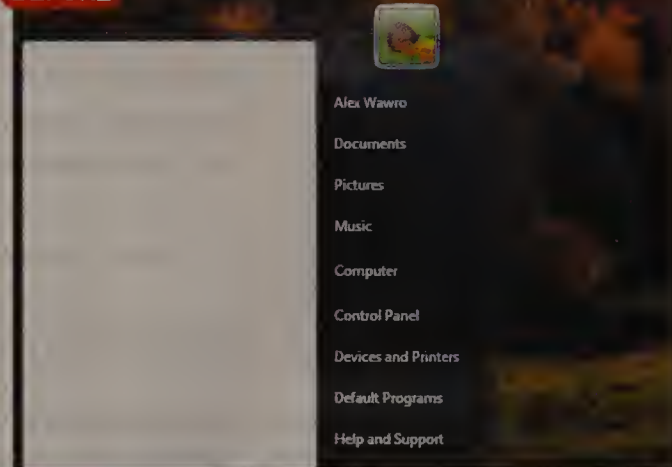 Alex Wawro
Documents
Pictures
Music
Computer
Control Panel
Devices and Printers
Default Programs
Help and Support